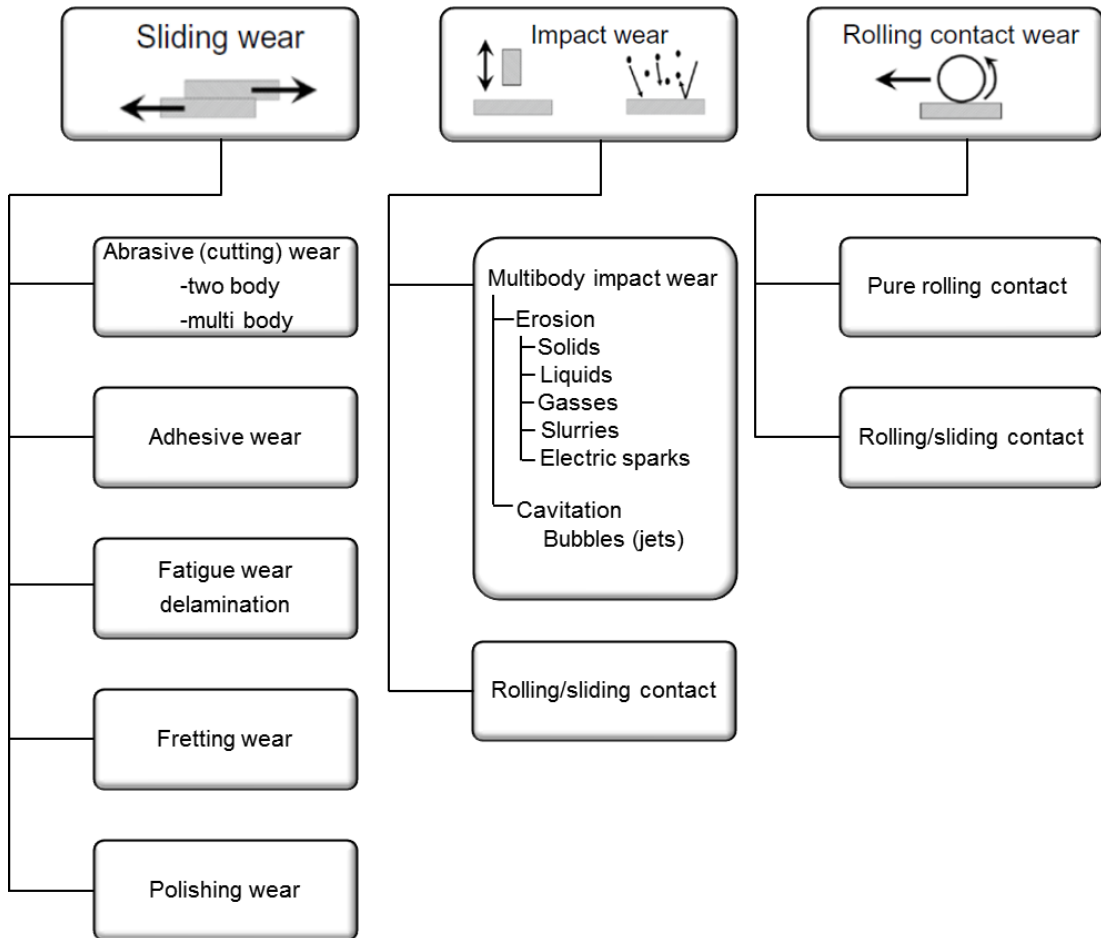 Sliding wear
Abrasive (cutting) wear
-two body
-multi body
Adhesive wear
Fatigue wear
delamination
Fretting wear
Polishing wear
Impact wear
Multibody impact wear
Erosion
Solids
Liquids
Gasses
Slurries
Electric sparks
Cavitation
Bubbles (jets)
Rolling/sliding contact
Rolling contact wear
Pure rolling contact
Rolling/sliding contact